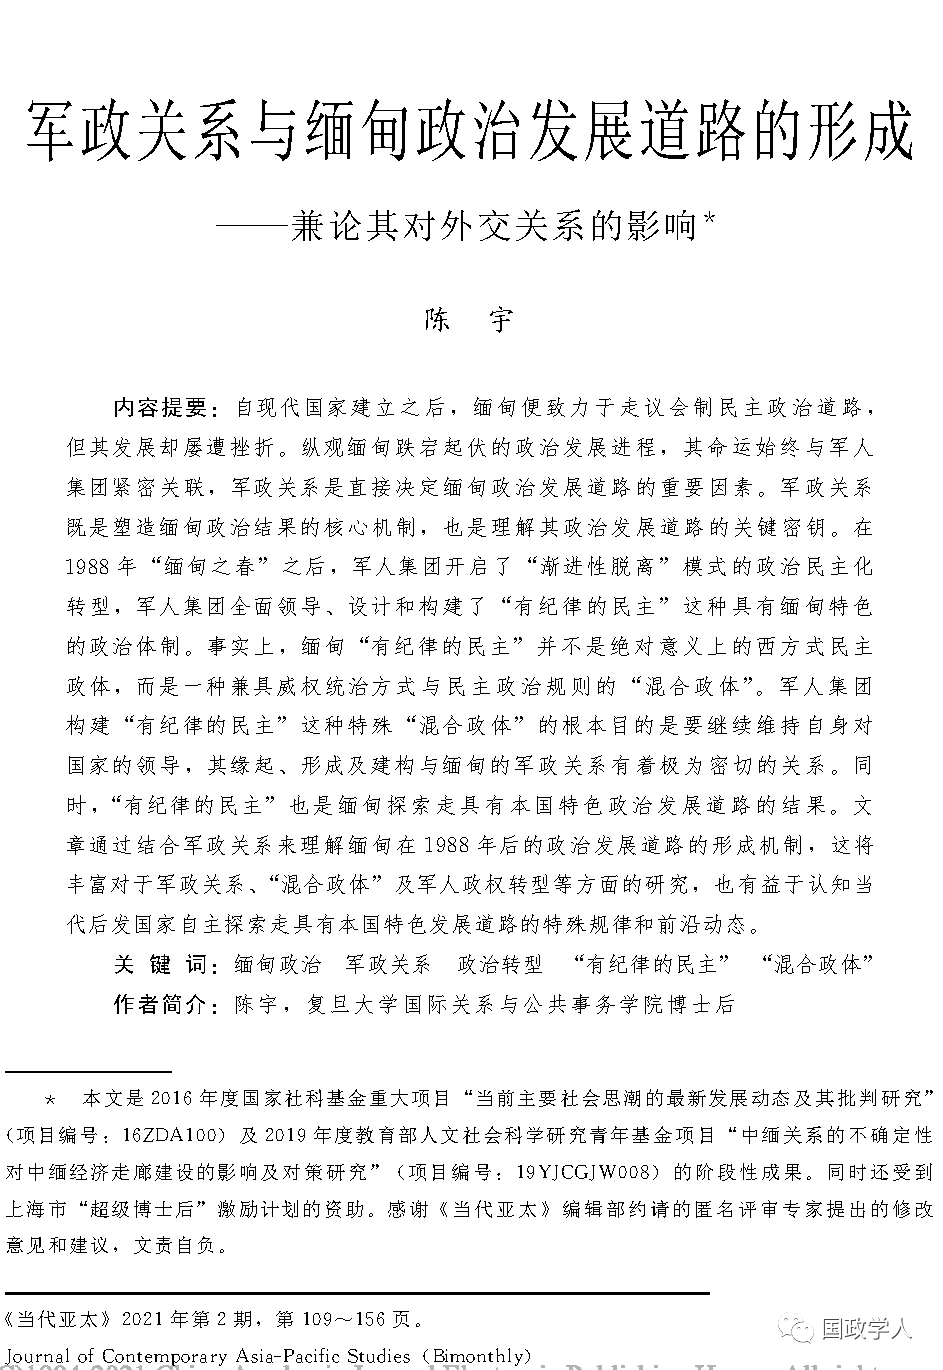 军政关系与缅甸政治发展道路的形成
——兼论其对外交关系的影响*
陈 宇
内容提要：自现代国家建立之后，缅甸便致力于走议会制民主政治道路，
但其发展却屡遭挫折。纵观缅甸跌宕起伏的政治发展进程，其命运始终与军人
集团紧密关联，军政关系是直接决定缅甸政治发展道路的重要因素。军政关系
既是塑造缅甸政治结果的核心机制，也是理解其政治发展道路的关键密钥。在
1988 年“缅甸之春”之后，军人集团开启了“渐进性脱离”模式的政治民主化
转型，军人集团全面领导、设计和构建了“有纪律的民主”这种具有缅甸特色
的政治体制。事实上，缅甸“有纪律的民主”并不是绝对意义上的西方式民主
政体，而是一种兼具威权统治方式与民主政治规则的“混合政体”。军人集团
构建“有纪律的民主”这种特殊“混合政体”的根本目的是要继续维持自身对
国家的领导，其缘起、形成及建构与缅甸的军政关系有着极为密切的关系。同
时，“有纪律的民主”也是缅甸探索走具有本国特色政治发展道路的结果。文
章通过结合军政关系来理解缅甸在 1988 年后的政治发展道路的形成机制，这将
丰富对于军政关系、“混合政体”及军人政权转型等方面的研究，也有益于认知当
代后发国家自主探索走具有本国特色发展道路的特殊规律和前沿动态。
关 键 词：缅甸政治 军政关系 政治转型 “有纪律的民主” “混合政体”
作者简介：陈宇，复旦大学国际关系与公共事务学院博士后
* 本文是 2016 年度国家社科基金重大项目“当前主要社会思潮的最新发展动态及其批判研究”
（项目编号：16ZDA100）及 2019 年度教育部人文社会科学研究青年基金项目“中缅关系的不确定性
对中缅经济走廊建设的影响及对策研究”（项目编号：19YJCGJW008）的阶段性成果。同时还受到
上海市“超级博士后”激励计划的资助。感谢《当代亚太》编辑部约请的匿名评审专家提出的修改
意见和建议，文责自负。
《当代亚太》2021 年第 2 期，第 109～156 页。
国政学人
Journal of Contemporary Asia-Pacific Studies (Bimonthly)